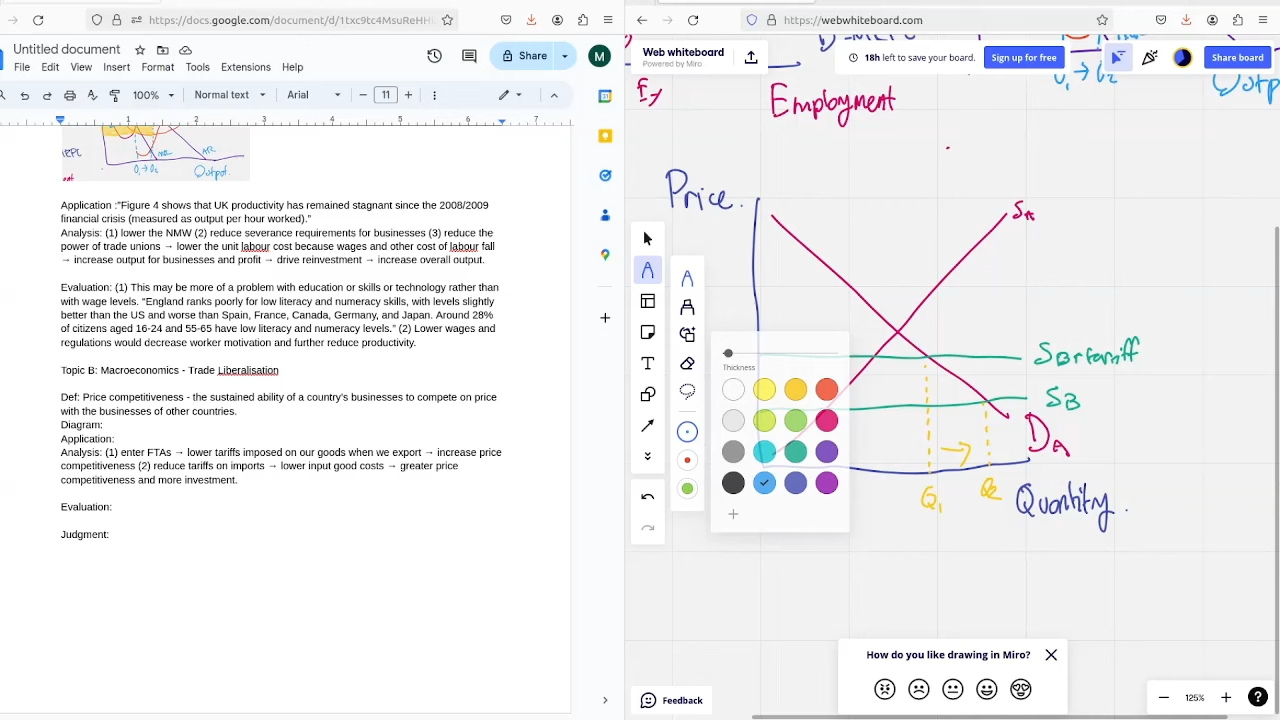 https://docs.google.com/document/d/1txc9tc4MsuReHH
https://webwhiteboard.com
Untitled document
Share
M
File Edit View Insert Format Tools Extensions Help
100% Normal text Arial 11
2 3 4 5 6 7
Web whiteboard
Powered by Miro
18h left to save your board.
Sign up for free
Share board
Employment
Price.
SA
SB+tariff
SB
DA
Q1 → Q2
Quantity.
Thickness
MR AR
O1→O2 Output.
Application :"Figure 4 shows that UK productivity has remained stagnant since the 2008/2009
financial crisis (measured as output per hour worked)."
Analysis: (1) lower the NMW (2) reduce severance requirements for businesses (3) reduce the
power of trade unions → lower the unit labour cost because wages and other cost of labour fall
→ increase output for businesses and profit → drive reinvestment → increase overall output.
Evaluation: (1) This may be more of a problem with education or skills or technology rather than
with wage levels. "England ranks poorly for low literacy and numeracy skills, with levels slightly
better than the US and worse than Spain, France, Canada, Germany, and Japan. Around 28%
of citizens aged 16-24 and 55-65 have low literacy and numeracy levels." (2) Lower wages and
regulations would decrease worker motivation and further reduce productivity.
Topic B: Macroeconomics - Trade Liberalisation
Def: Price competitiveness - the sustained ability of a country's businesses to compete on price
with the businesses of other countries.
Diagram:
Application:
Analysis: (1) enter FTAs → lower tariffs imposed on our goods when we export → increase price
competitiveness (2) reduce tariffs on imports → lower input good costs → greater price
competitiveness and more investment.
Evaluation:
Judgment:
How do you like drawing in Miro?
Feedback
125%